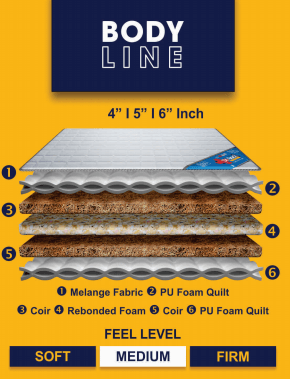 BODY
LINE
4" I 5" I 6" Inch
1
2
3
4
5
6
1 Melange Fabric 2 PU Foam Quilt
3 Coir 4 Rebonded Foam 5 Coir 6 PU Foam Quilt
FEEL LEVEL
SOFT MEDIUM FIRM